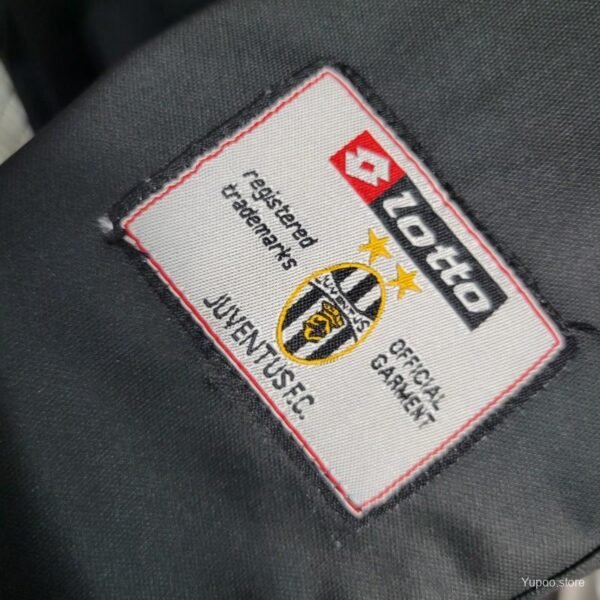 lotto
registered
trademarks
JUVENTUS
OFFICIAL
GARMENT
JUVENTUS F.C.
Yupoo.store